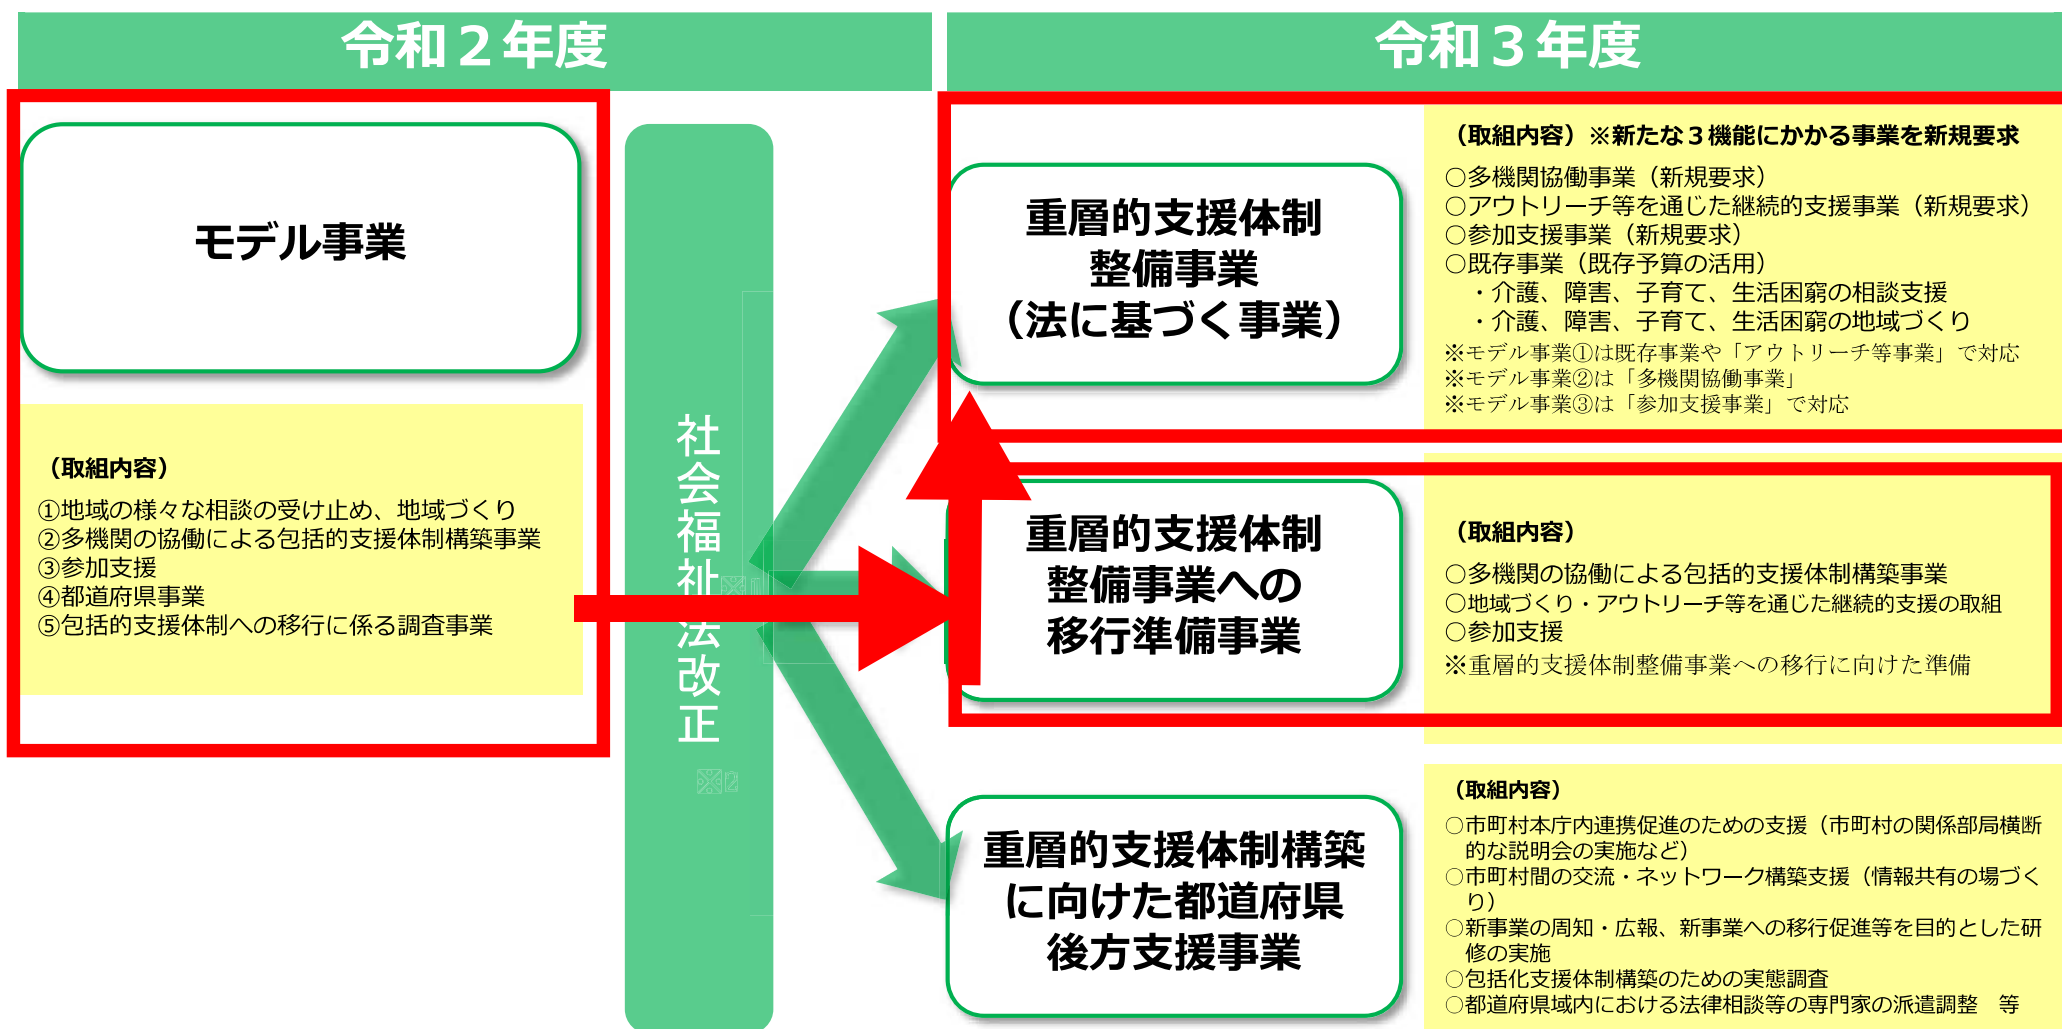 令和２年度
令和３年度
モデル事業
（取組内容）
①地域の様々な相談の受け止め、地域づくり
②多機関の協働による包括的支援体制構築事業
③参加支援
④都道府県事業
⑤包括的支援体制への移行に係る調査事業
社会福祉法改正
※2
重層的支援体制
整備事業
（法に基づく事業）
（取組内容）※新たな３機能にかかる事業を新規要求
○多機関協働事業（新規要求）
○アウトリーチ等を通じた継続的支援事業（新規要求）
○参加支援事業（新規要求）
○既存事業（既存予算の活用）
・介護、障害、子育て、生活困窮の相談支援
・介護、障害、子育て、生活困窮の地域づくり
※モデル事業①は既存事業や「アウトリーチ等事業」で対応
※モデル事業②は「多機関協働事業」
※モデル事業③は「参加支援事業」で対応
重層的支援体制
整備事業への
移行準備事業
（取組内容）
○多機関の協働による包括的支援体制構築事業
○地域づくり・アウトリーチ等を通じた継続的支援の取組
○参加支援
※重層的支援体制整備事業への移行に向けた準備
重層的支援体制構築
に向けた都道府県
後方支援事業
（取組内容）
○市町村本庁内連携促進のための支援（市町村の関係部局横断
的な説明会の実施など）
○市町村間の交流・ネットワーク構築支援（情報共有の場づく
り）
○新事業の周知・広報、新事業への移行促進等を目的とした研
修の実施
○包括化支援体制構築のための実態調査
○都道府県域内における法律相談等の専門家の派遣調整　等